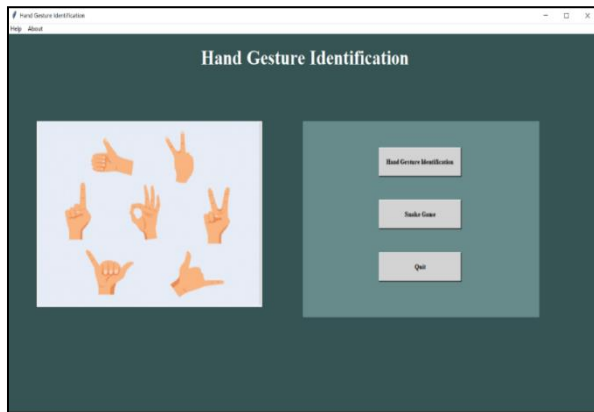 Hand Gesture Identification
Help About
Hand Gesture Identification
Hand Gesture Identification
Snake Game
Quit